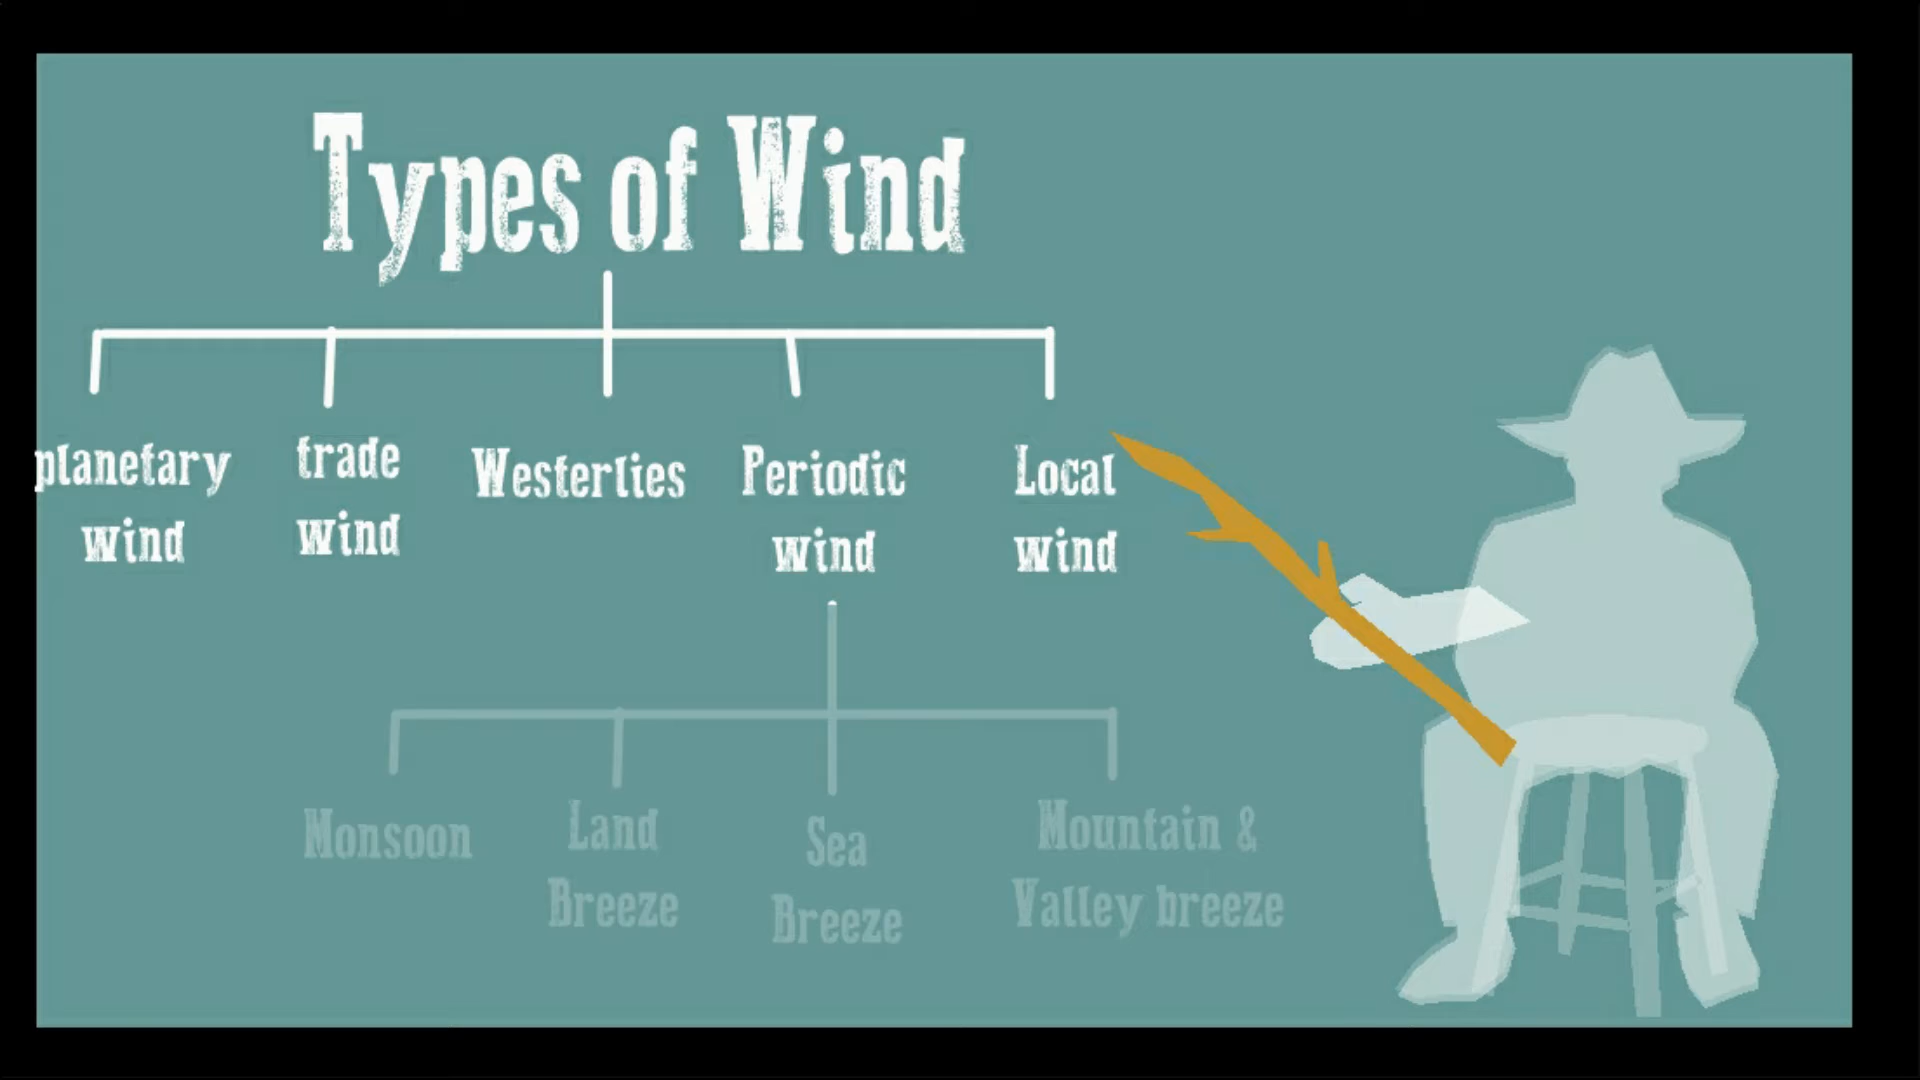 Types of Wind
planetary
wind
trade
wind
Westerlies
Periodic
wind
Local
wind
Monsoon
Land
Breeze
Sea
Breeze
Mountain &
Valley breeze